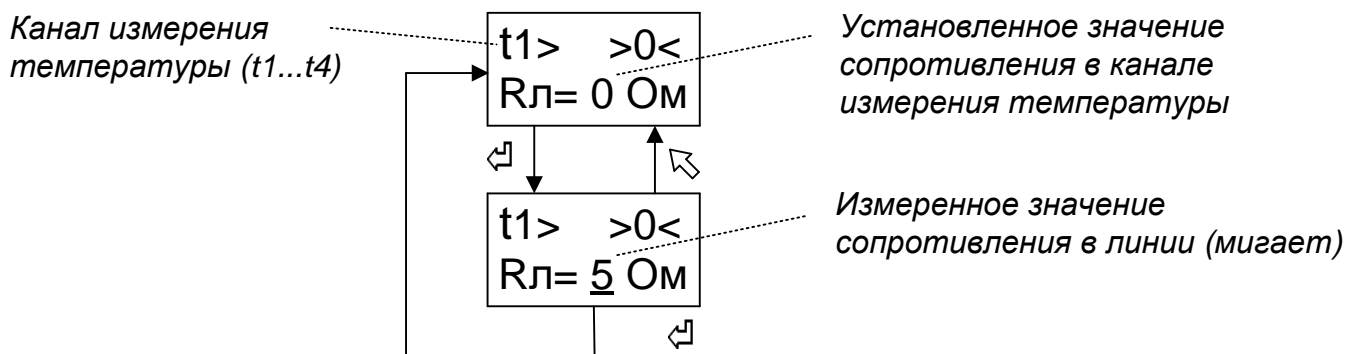 Канал измерения
температуры (t1...t4)
t1> >0<
Rл= 0 Ом
Установленное значение
сопротивления в канале
измерения температуры
t1> >0<
Rл= 5 Ом
Измеренное значение
сопротивления в линии (мигает)